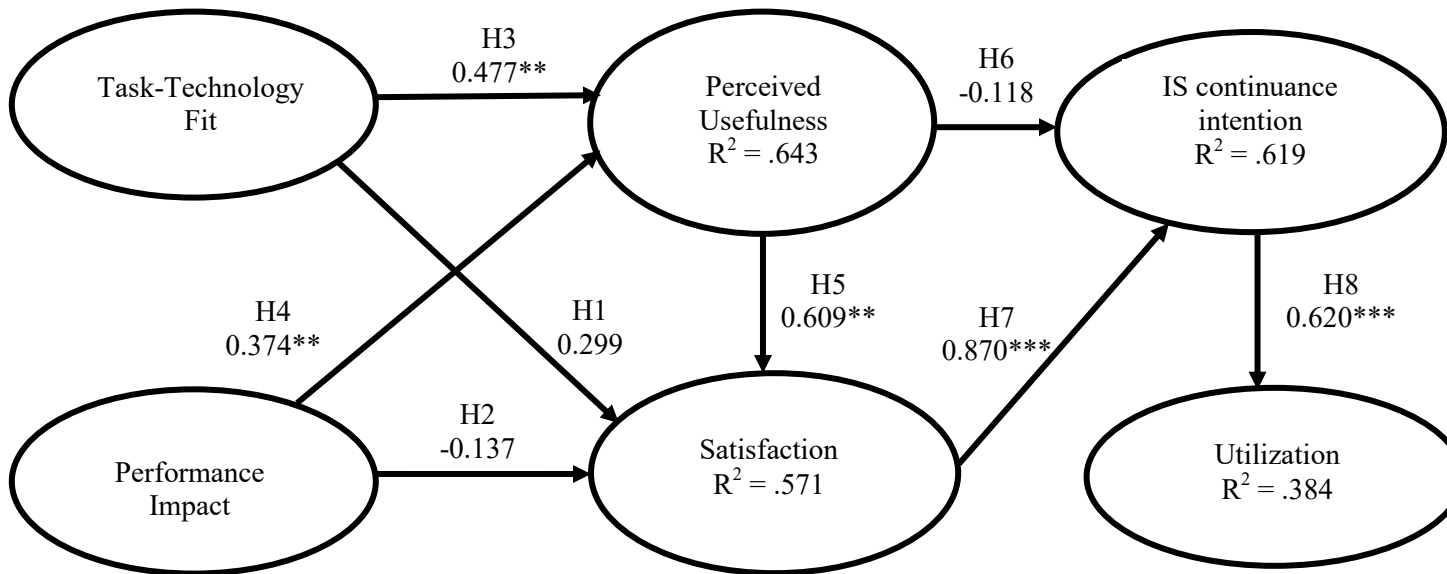 H3
0.477**
H6
-0.118
Task-Technology
Fit
Perceived
Usefulness
R² = .643
IS continuance
intention
R² = .619
H4
0.374**
H1
0.299
H5
0.609**
H7
0.870***
H8
0.620***
H2
-0.137
Performance
Impact
Satisfaction
R² = .571
Utilization
R² = .384